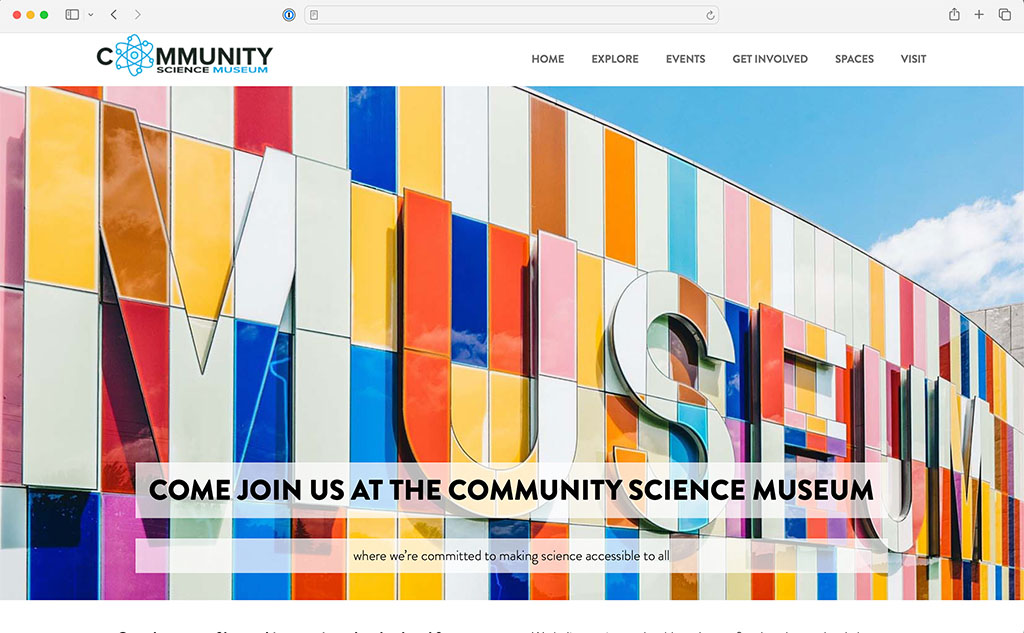 COMMUNITY
SCIENCE MUSEUM
HOME EXPLORE EVENTS GET INVOLVED SPACES VISIT
MUSEUM
COME JOIN US AT THE COMMUNITY SCIENCE MUSEUM
where we're committed to making science accessible to all